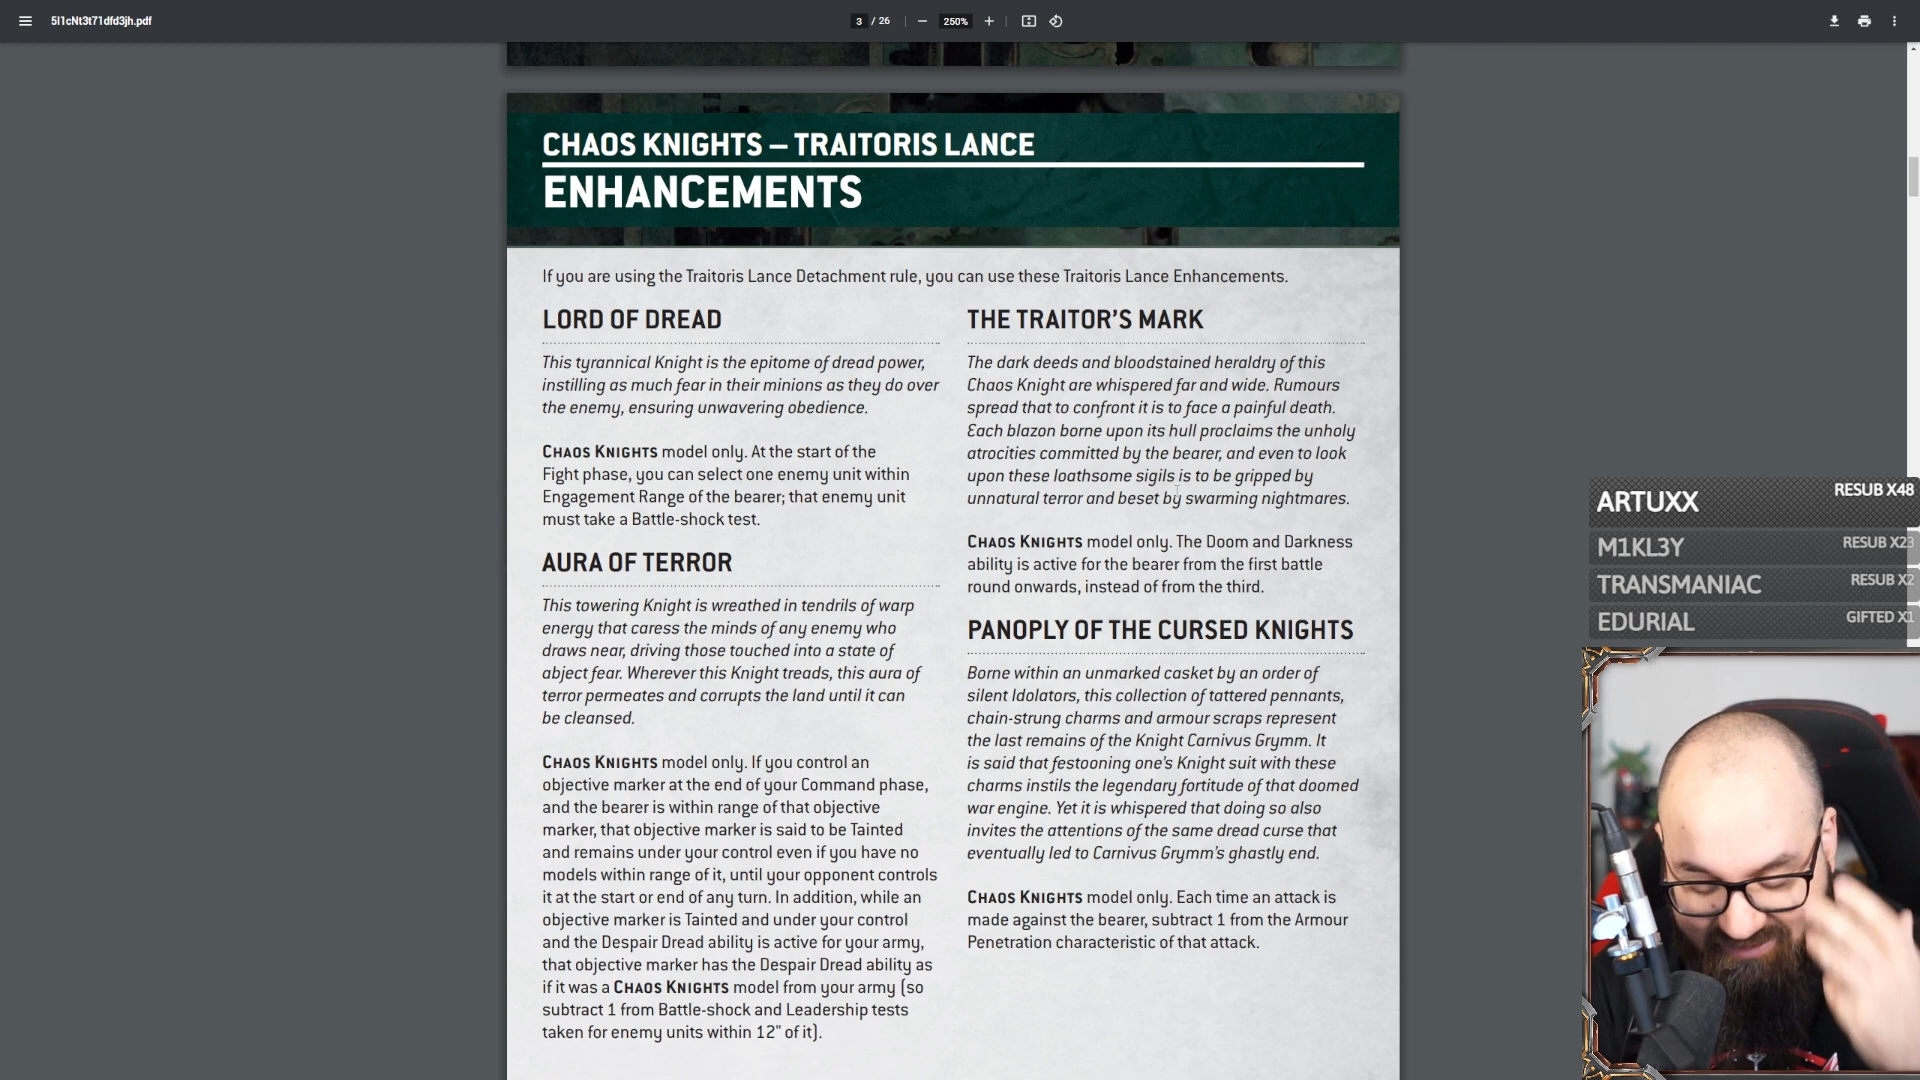 5l1cNt3t71dfd3jh.pdf
3 / 26
250%
CHAOS KNIGHTS – TRAITORIS LANCE
ENHANCEMENTS
If you are using the Traitoris Lance Detachment rule, you can use these Traitoris Lance Enhancements.
LORD OF DREAD
This tyrannical Knight is the epitome of dread power,
instilling as much fear in their minions as they do over
the enemy, ensuring unwavering obedience.
CHAOS KNIGHTS model only. At the start of the
Fight phase, you can select one enemy unit within
Engagement Range of the bearer; that enemy unit
must take a Battle-shock test.
AURA OF TERROR
This towering Knight is wreathed in tendrils of warp
energy that caress the minds of any enemy who
draws near, driving those touched into a state of
abject fear. Wherever this Knight treads, this aura of
terror permeates and corrupts the land until it can
be cleansed.
CHAOS KNIGHTS model only. If you control an
objective marker at the end of your Command phase,
and the bearer is within range of that objective
marker, that objective marker is said to be Tainted
and remains under your control even if you have no
models within range of it, until your opponent controls
it at the start or end of any turn. In addition, while an
objective marker is Tainted and under your control
and the Despair Dread ability is active for your army,
that objective marker has the Despair Dread ability as
if it was a CHAOS KNIGHTS model from your army (so
subtract 1 from Battle-shock and Leadership tests
taken for enemy units within 12" of it).
THE TRAITOR'S MARK
The dark deeds and bloodstained heraldry of this
Chaos Knight are whispered far and wide. Rumours
spread that to confront it is to face a painful death.
Each blazon borne upon its hull proclaims the unholy
atrocities committed by the bearer, and even to look
upon these loathsome sigils is to be gripped by
unnatural terror and beset by swarming nightmares.
CHAOS KNIGHTS model only. The Doom and Darkness
ability is active for the bearer from the first battle
round onwards, instead of from the third.
PANOPLY OF THE CURSED KNIGHTS
Borne within an unmarked casket by an order of
silent Idolators, this collection of tattered pennants,
chain-strung charms and armour scraps represent
the last remains of the Knight Carnivus Grymm. It
is said that festooning one's Knight suit with these
charms instils the legendary fortitude of that doomed
war engine. Yet it is whispered that doing so also
invites the attentions of the same dread curse that
eventually led to Carnivus Grymm's ghastly end.
CHAOS KNIGHTS model only. Each time an attack is
made against the bearer, subtract 1 from the Armour
Penetration characteristic of that attack.
ARTUXX RESUB X48
M1KL3Y RESUB X23
TRANSMANIAC RESUB X2
EDURIAL GIFTED X1